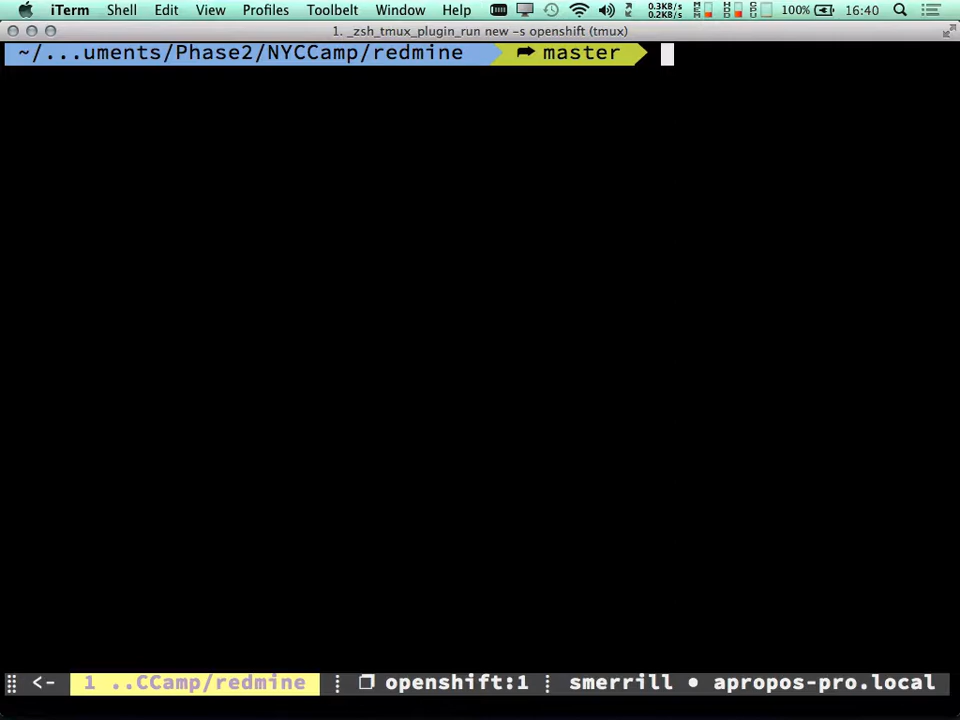 iTerm Shell Edit View Profiles Toolbelt Window Help 0.3KB/s 0.2KB/s 100% 16:40
1. _zsh_tmux_plugin_run new -s openshift (tmux)
~/...uments/Phase2/NYCCamp/redmine master
<- 1 ..CCamp/redmine openshift:1 smerrill • apropos-pro.local